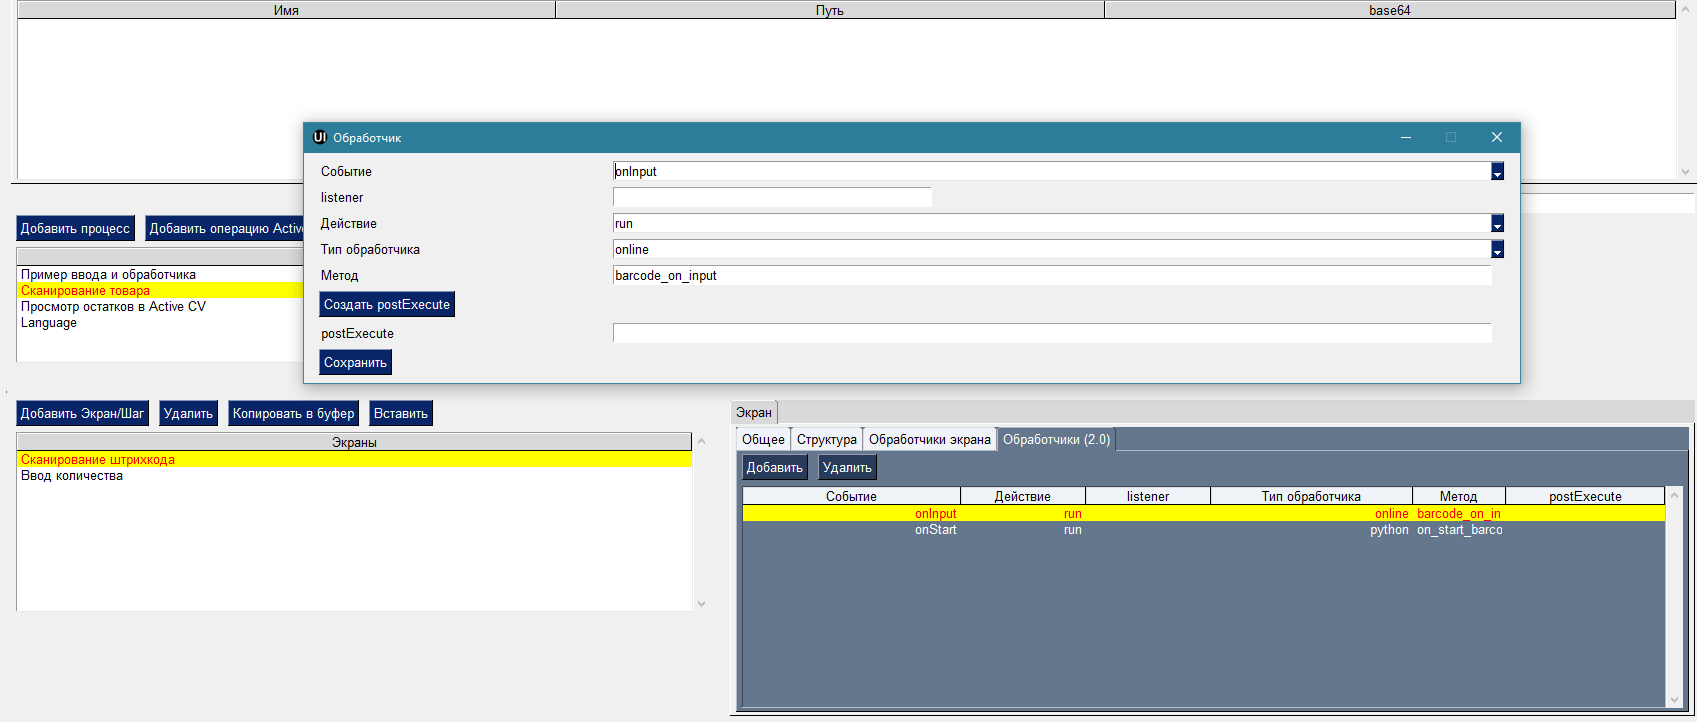 Имя Путь base64
UI Обработчик
Событие onInput
listener
Действие run
Тип обработчика online
Метод barcode_on_input
Создать postExecute
postExecute
Сохранить
Добавить процесс Добавить операцию Active
Пример ввода и обработчика
Сканирование товара
Просмотр остатков в Active CV
Language
Добавить Экран/Шаг Удалить Копировать в буфер Вставить
Экраны
Сканирование штрихкода
Ввод количества
Экран
Общее Структура Обработчики экрана Обработчики (2.0)
Добавить Удалить
Событие Действие listener Тип обработчика Метод postExecute
onInput run online barcode_on_in
onStart run python on_start_barco